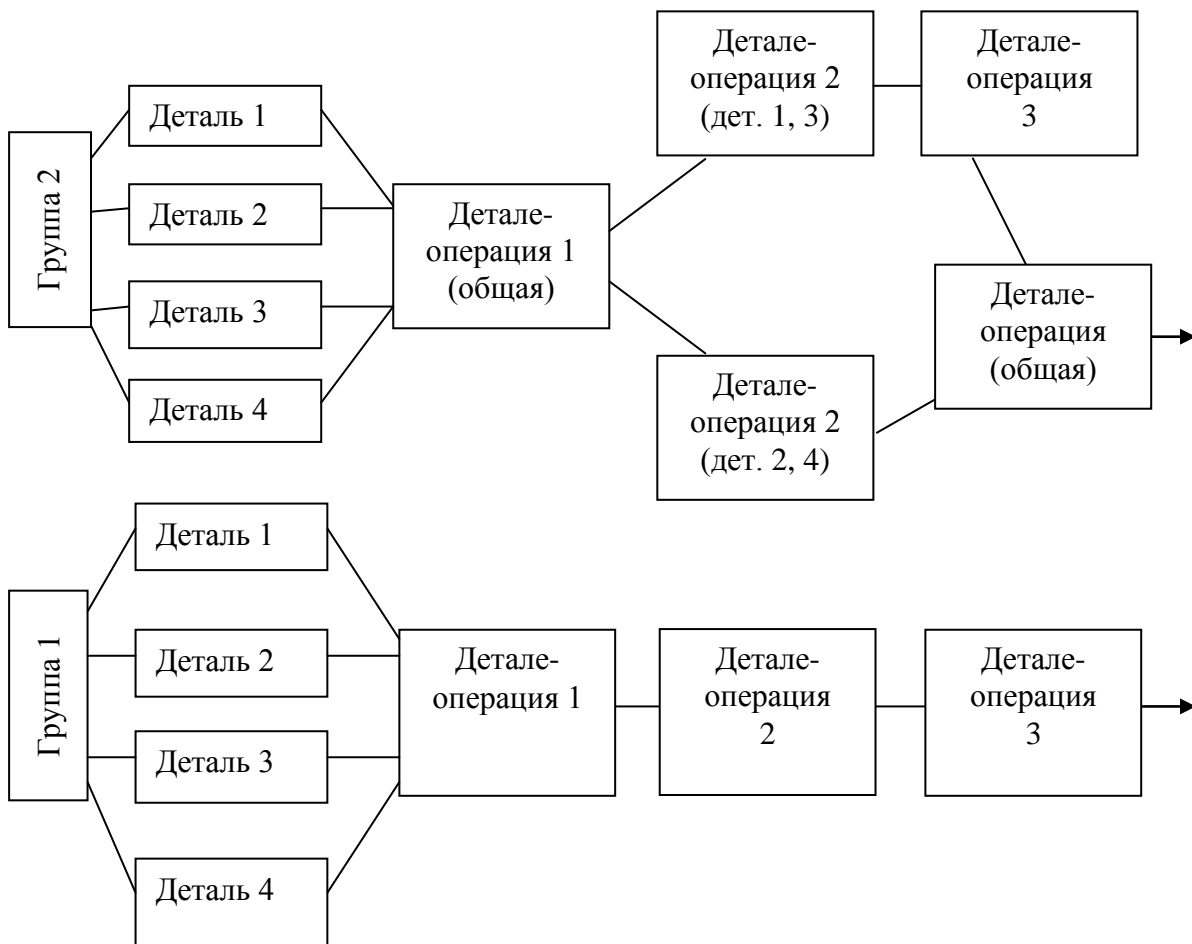 Группа 2
Деталь 1
Деталь 2
Деталь 3
Деталь 4
Детале-
операция 1
(общая)
Детале-
операция 2
(дет. 1, 3)
Детале-
операция
3
Детале-
операция 2
(дет. 2, 4)
Детале-
операция
(общая)
Группа 1
Деталь 1
Деталь 2
Деталь 3
Деталь 4
Детале-
операция 1
Детале-
операция
2
Детале-
операция
3